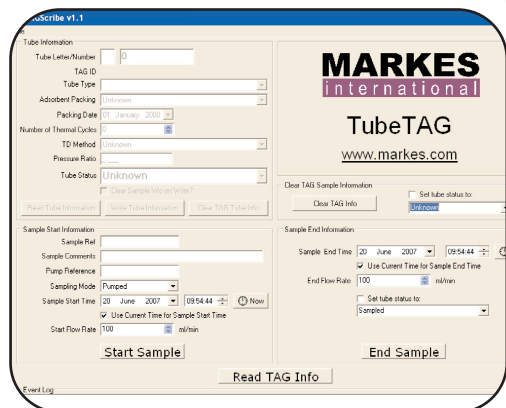 Scribe v1.1
Tube Information
Tube Letter/Number 0
TAG ID
Tube Type
Adsorbent Packing Unknown
Packing Date 01 January 2000
Number of Thermal Cycles 0
TD Method Unknown
Pressure Ratio
Tube Status Unknown
Clear Sample Info on Write?
Read Tube Information Write Tube Information Clear TAG Tube Info
MARKES
international
TubeTAG
www.markes.com
Clear TAG Sample Information
Clear TAG Info
Set tube status to:
Unknown
Sample Start Information
Sample Ref
Sample Comments
Pump Reference
Sampling Mode Pumped
Sample Start Time 20 June 2007 09:54:44 Now
Use Current Time for Sample Start Time
Start Flow Rate 100 ml/min
Start Sample
Sample End Information
Sample End Time 20 June 2007 09:54:44
Use Current Time for Sample End Time
End Flow Rate 100 ml/min
Set tube status to:
Sampled
End Sample
Read TAG Info
Event Log